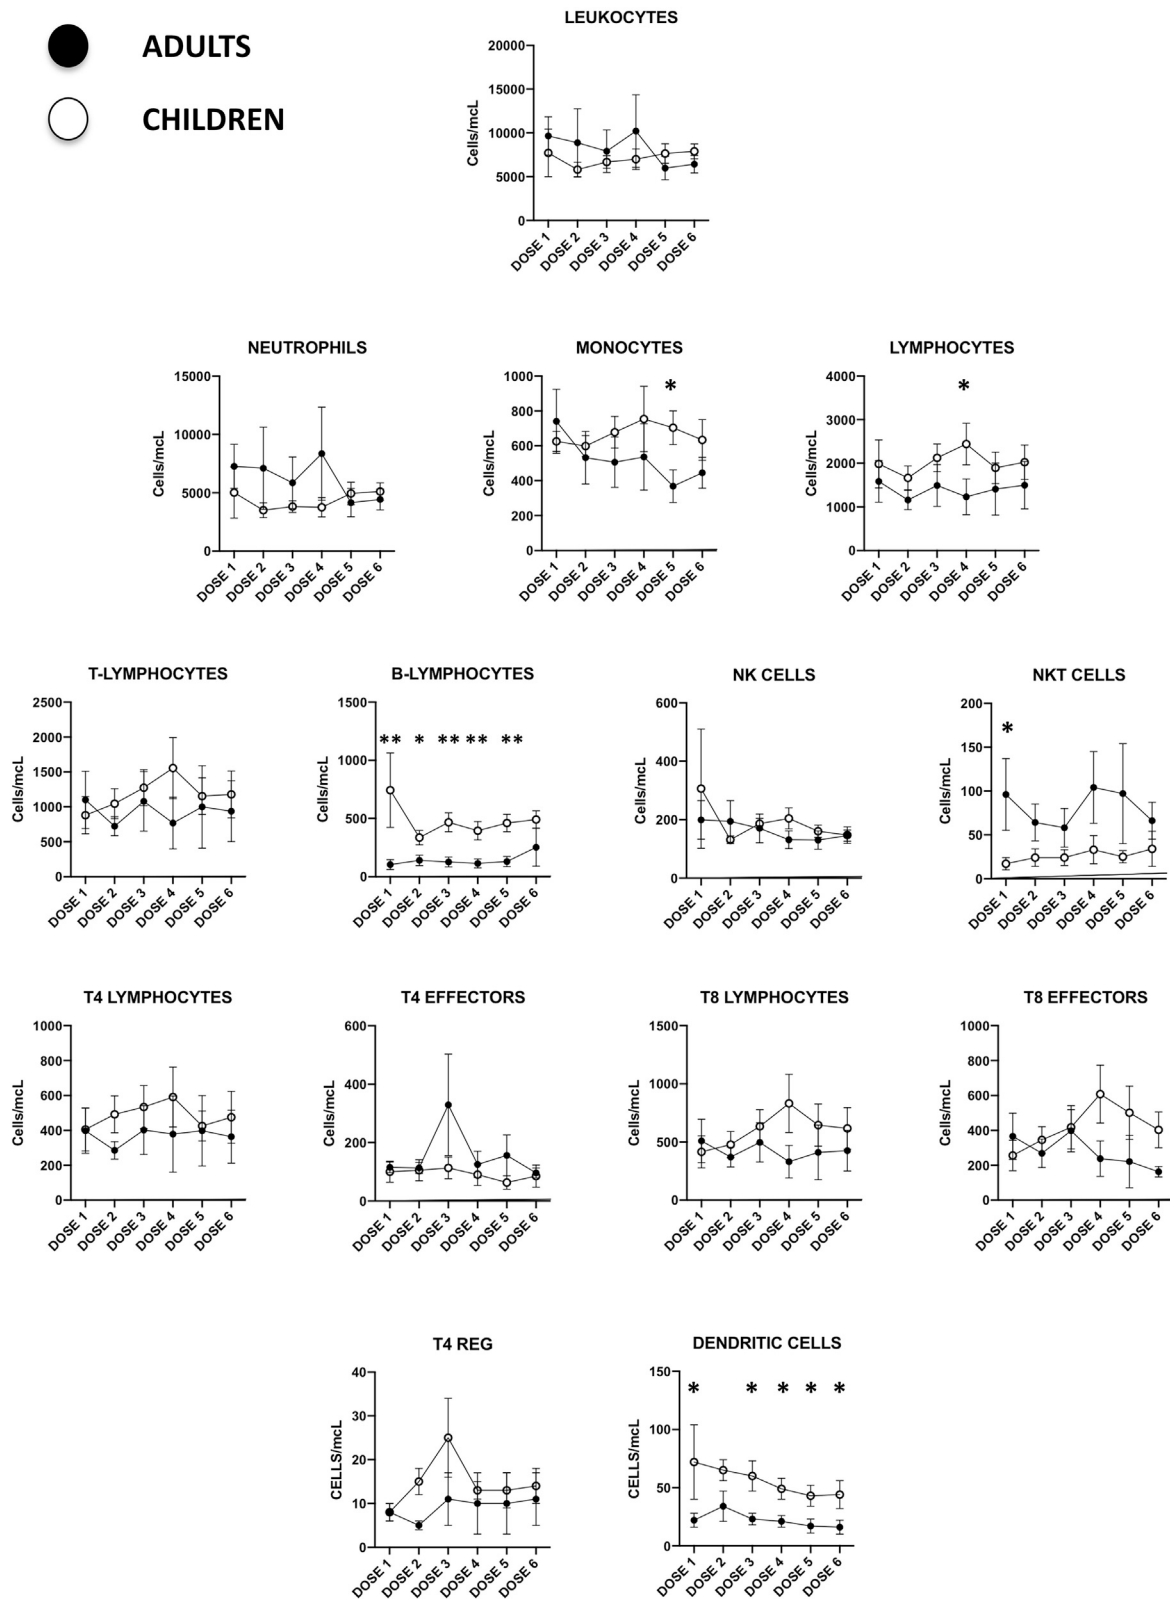 ADULTS
CHILDREN
LEUKOCYTES
Cells/mcL
20000
15000
10000
5000
0
DOSE 1
DOSE 2
DOSE 3
DOSE 4
DOSE 5
DOSE 6
NEUTROPHILS
Cells/mcL
15000
10000
5000
0
DOSE 1
DOSE 2
DOSE 3
DOSE 4
DOSE 5
DOSE 6
MONOCYTES
Cells/mcL
1000
800
600
400
200
0
*
DOSE 1
DOSE 2
DOSE 3
DOSE 4
DOSE 5
DOSE 6
LYMPHOCYTES
Cells/mcL
4000
3000
2000
1000
0
*
DOSE 1
DOSE 2
DOSE 3
DOSE 4
DOSE 5
DOSE 6
T-LYMPHOCYTES
Cells/mcL
2500
2000
1500
1000
500
0
DOSE 1
DOSE 2
DOSE 3
DOSE 4
DOSE 5
DOSE 6
B-LYMPHOCYTES
Cells/mcL
1500
1000
500
0
** * ** ** **
DOSE 1
DOSE 2
DOSE 3
DOSE 4
DOSE 5
DOSE 6
NK CELLS
Cells/mcL
600
400
200
0
DOSE 1
DOSE 2
DOSE 3
DOSE 4
DOSE 5
DOSE 6
NKT CELLS
Cells/mcL
200
150
100
50
0
*
DOSE 1
DOSE 2
DOSE 3
DOSE 4
DOSE 5
DOSE 6
T4 LYMPHOCYTES
Cells/mcL
1000
800
600
400
200
0
DOSE 1
DOSE 2
DOSE 3
DOSE 4
DOSE 5
DOSE 6
T4 EFFECTORS
Cells/mcL
600
400
200
0
DOSE 1
DOSE 2
DOSE 3
DOSE 4
DOSE 5
DOSE 6
T8 LYMPHOCYTES
Cells/mcL
1500
1000
500
0
DOSE 1
DOSE 2
DOSE 3
DOSE 4
DOSE 5
DOSE 6
T8 EFFECTORS
Cells/mcL
1000
800
600
400
200
0
DOSE 1
DOSE 2
DOSE 3
DOSE 4
DOSE 5
DOSE 6
T4 REG
CELLS/mcL
40
30
20
10
0
DOSE 1
DOSE 2
DOSE 3
DOSE 4
DOSE 5
DOSE 6
DENDRITIC CELLS
CELLS/mcL
150
100
50
0
* * * * *
DOSE 1
DOSE 2
DOSE 3
DOSE 4
DOSE 5
DOSE 6